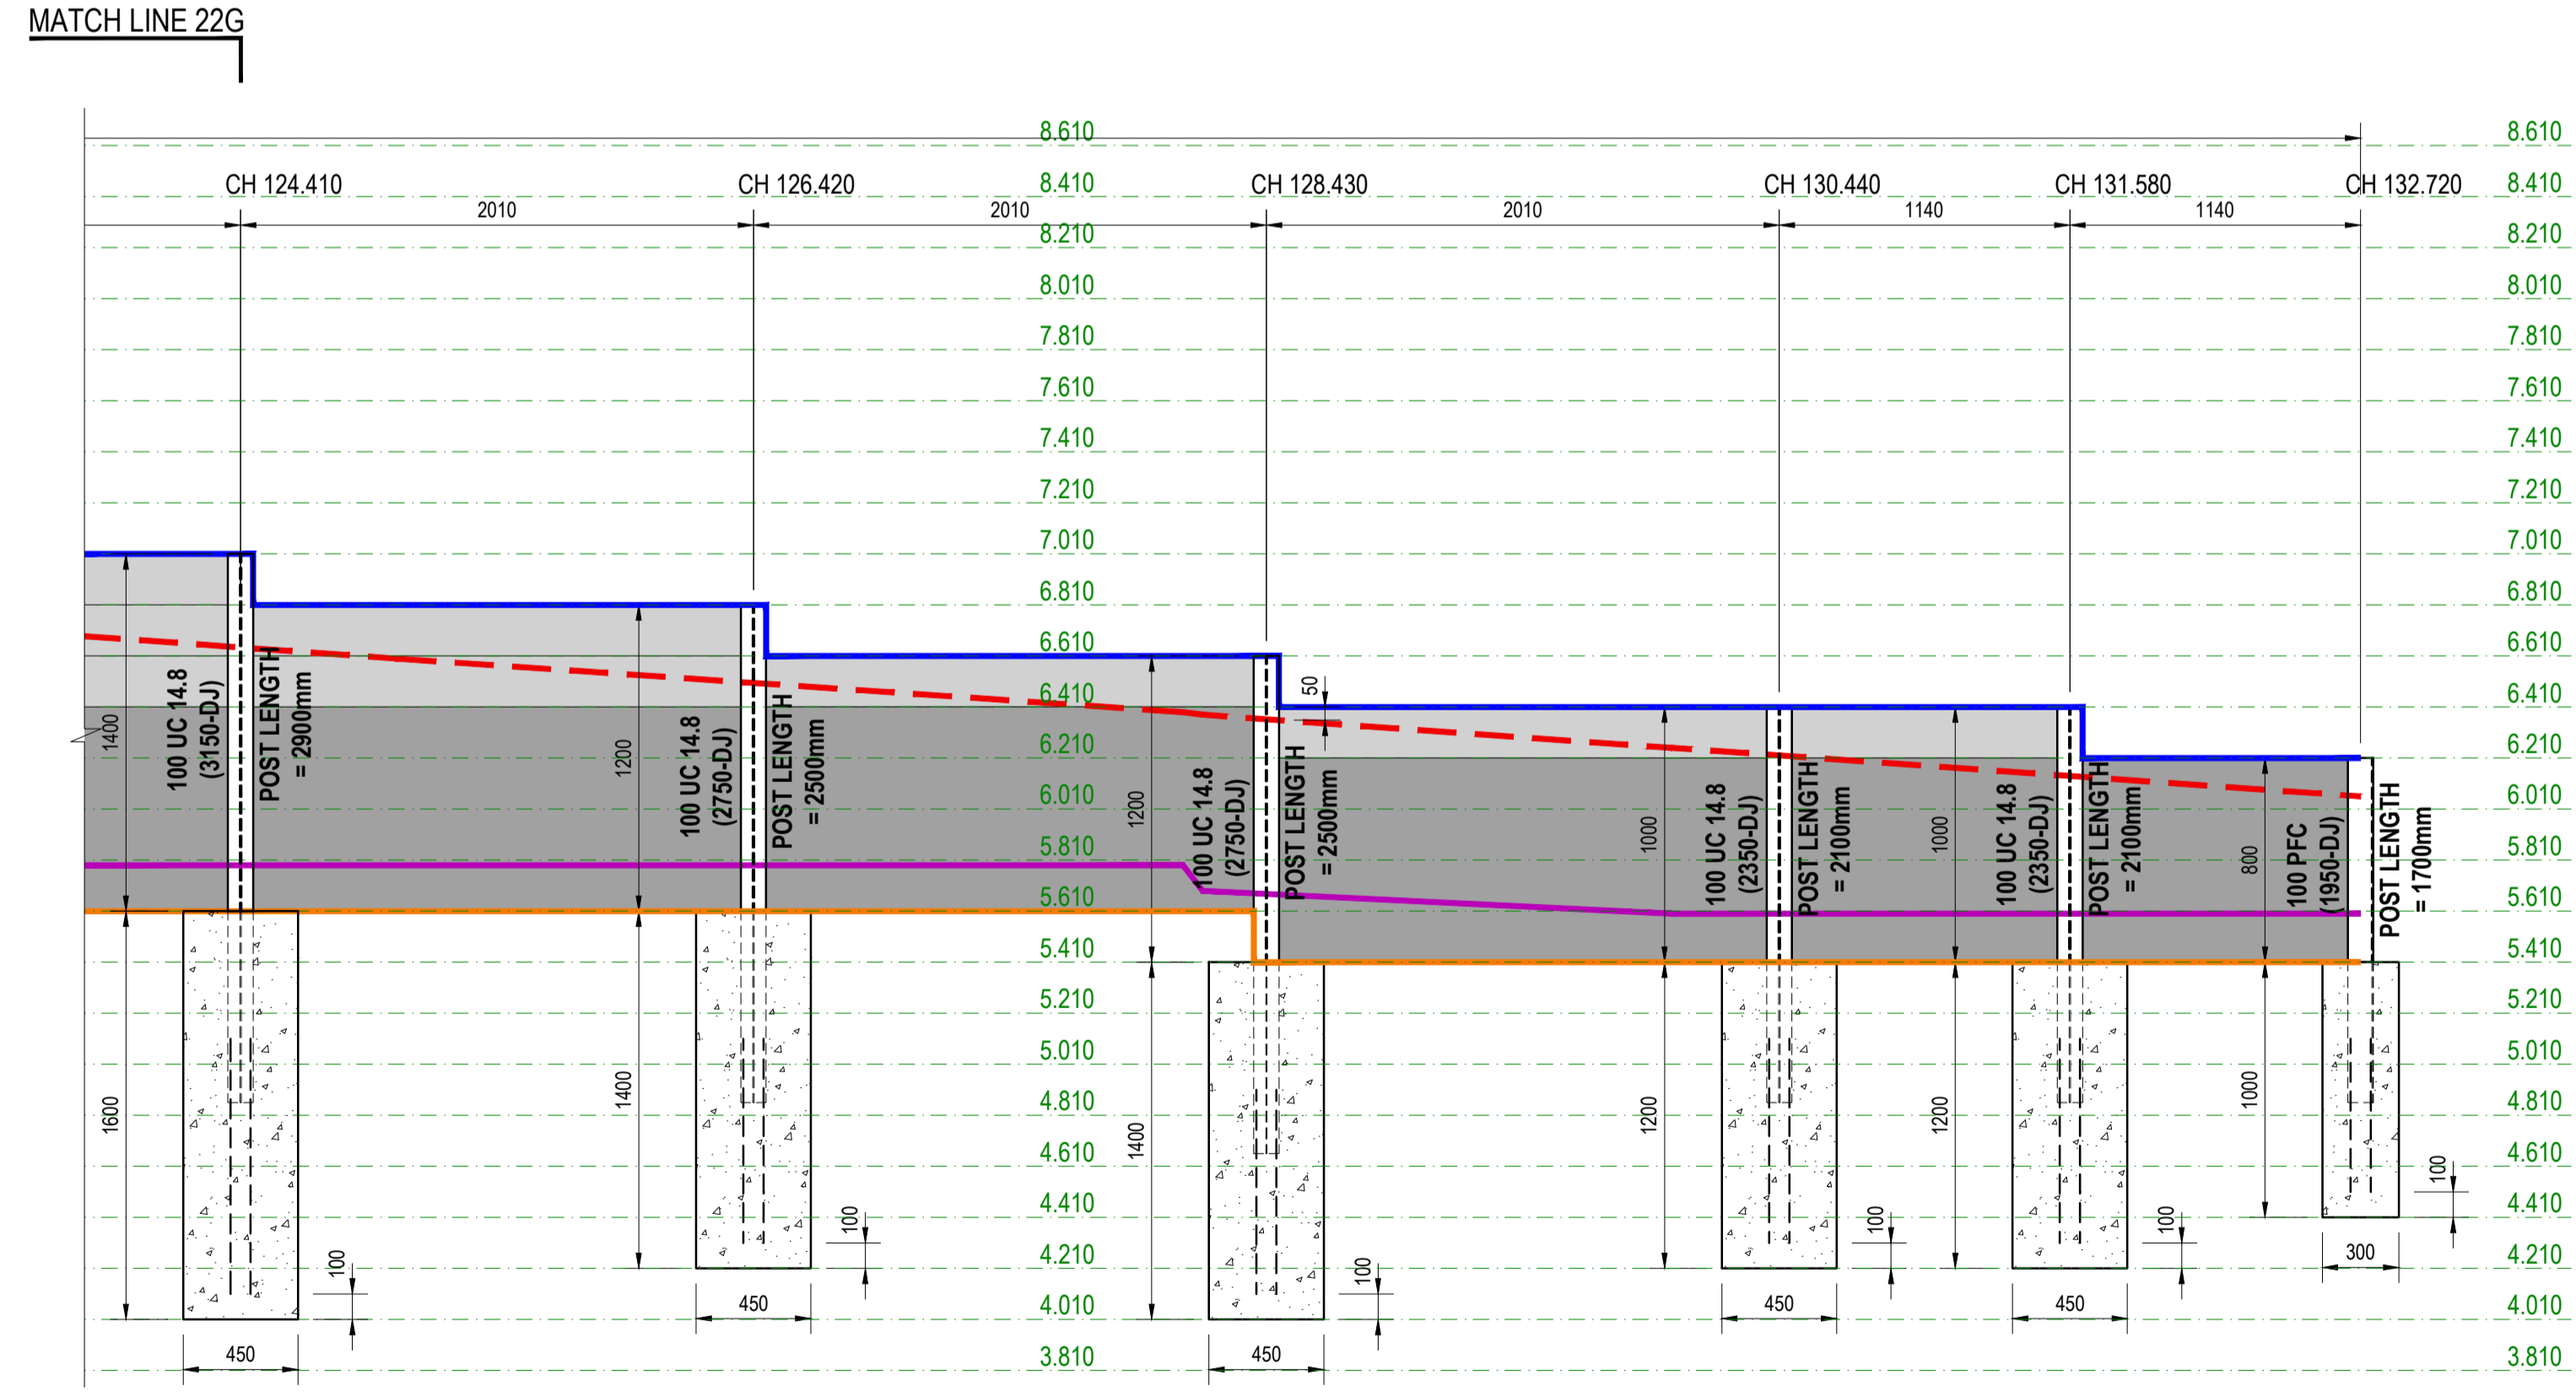 MATCH LINE 22G
8.610 8.610
CH 124.410 CH 126.420 CH 128.430 CH 130.440 CH 131.580 CH 132.720
8.410 8.410
2010 2010 2010 1140 1140
8.210 8.210
8.010 8.010
7.810 7.810
7.610 7.610
7.410 7.410
7.210 7.210
7.010 7.010
6.810 6.810
6.610 6.610
6.410 6.410
6.210 6.210
6.010 6.010
5.810 5.810
5.610 5.610
5.410 5.410
5.210 5.210
5.010 5.010
4.810 4.810
4.610 4.610
4.410 4.410
4.210 4.210
4.010 4.010
3.810 3.810
1400
100 UC 14.8
(3150-DJ)
POST LENGTH
= 2900mm
1600
100
450
1200
100 UC 14.8
(2750-DJ)
POST LENGTH
= 2500mm
1400
100
450
1200
100 UC 14.8
(2750-DJ)
POST LENGTH
= 2500mm
50
1400
100
450
1000
100 UC 14.8
(2350-DJ)
POST LENGTH
= 2100mm
1200
100
450
1000
100 UC 14.8
(2350-DJ)
POST LENGTH
= 2100mm
1200
100
450
800
100 PFC
(1950-DJ)
POST LENGTH
= 1700mm
1000
100
300